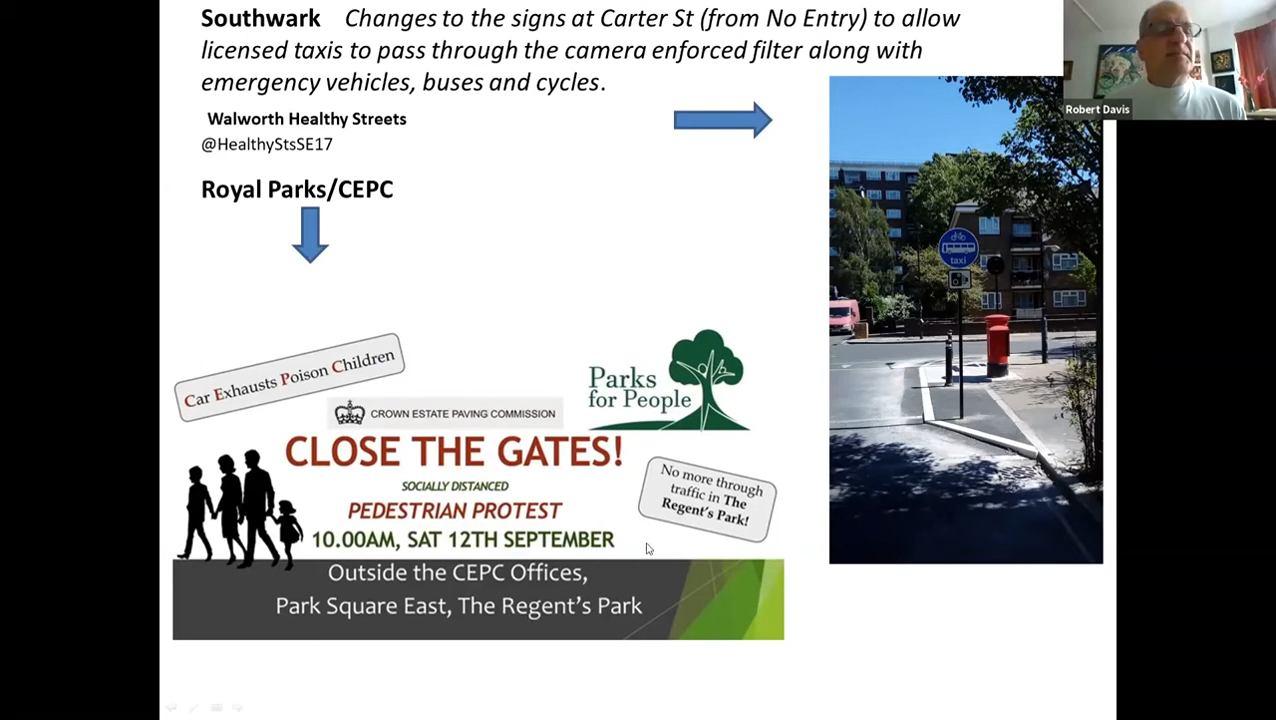 Southwark Changes to the signs at Carter St (from No Entry) to allow
licensed taxis to pass through the camera enforced filter along with
emergency vehicles, buses and cycles.
Walworth Healthy Streets
@HealthyStsSE17
Royal Parks/CEPC
Robert Davis
taxi
Car Exhausts Poison Children
Parks
for People
CROWN ESTATE PAVING COMMISSION
CLOSE THE GATES!
SOCIALLY DISTANCED
PEDESTRIAN PROTEST
10.00AM, SAT 12TH SEPTEMBER
No more through
traffic in The
Regent's Park!
Outside the CEPC Offices,
Park Square East, The Regent's Park